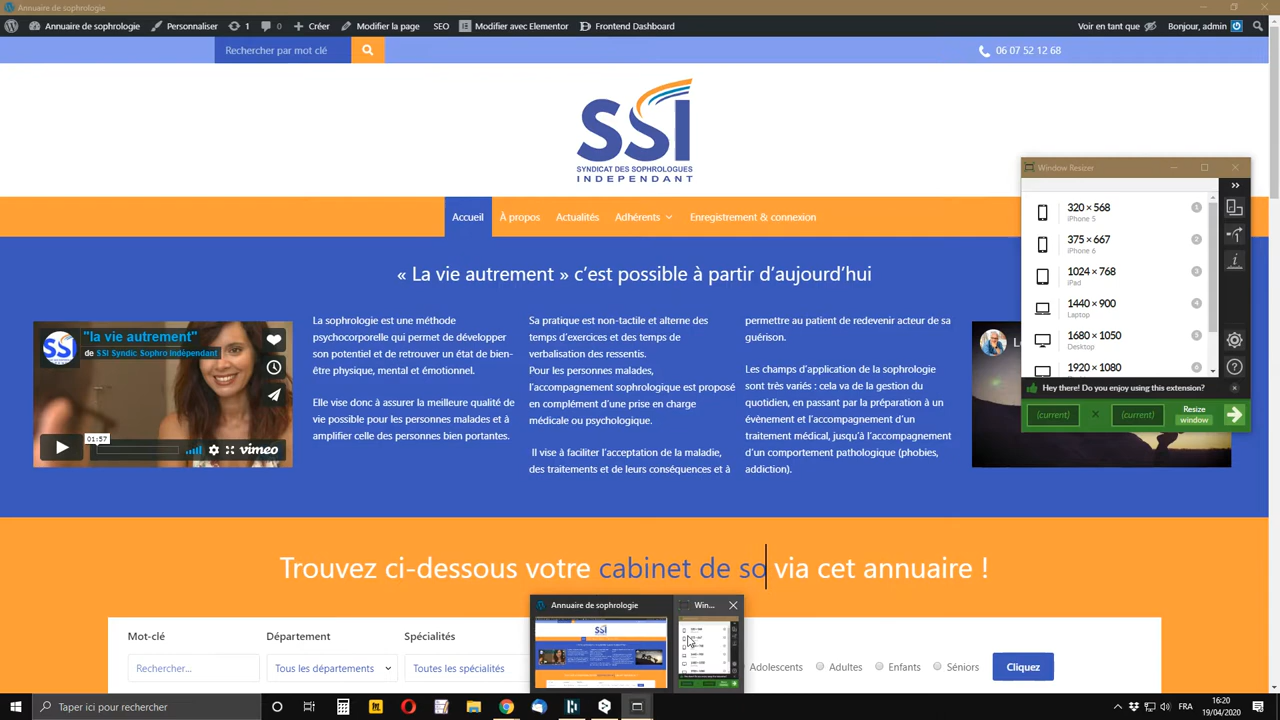 Annuaire de sophrologie
Annuaire de sophrologie
Personnaliser
1
0
Créer
Modifier la page
SEO
Modifier avec Elementor
Frontend Dashboard
Voir en tant que
Bonjour, admin
Rechercher par mot clé
06 07 52 12 68
SSI
SYNDICAT DES SOPHROLOGUES
INDEPENDANT
Accueil
À propos
Actualités
Adhérents
Enregistrement & connexion
« La vie autrement » c'est possible à partir d'aujourd'hui
"la vie autrement"
de SSI Syndic Sophro Indépendant
01:57
vimeo
La sophrologie est une méthode
psychocorporelle qui permet de développer
son potentiel et de retrouver un état de bien-
être physique, mental et émotionnel.
Elle vise donc à assurer la meilleure qualité de
vie possible pour les personnes malades et à
amplifier celle des personnes bien portantes.
Sa pratique est non-tactile et alterne des
temps d'exercices et des temps de
verbalisation des ressentis.
Pour les personnes malades,
l'accompagnement sophrologique est proposé
en complément d'une prise en charge
médicale ou psychologique.
Il vise à faciliter l'acceptation de la maladie,
des traitements et de leurs conséquences et à
permettre au patient de redevenir acteur de sa
guérison.
Les champs d'application de la sophrologie
sont très variés : cela va de la gestion du
quotidien, en passant par la préparation à un
évènement et l'accompagnement d'un
traitement médical, jusqu'à l'accompagnement
d'un comportement pathologique (phobies,
addiction).
Window Resizer
320 × 568
iPhone 5
1
375 × 667
iPhone 6
2
1024 × 768
iPad
3
1440 × 900
Laptop
4
1680 × 1050
Desktop
5
1920 × 1080
Hey there! Do you enjoy using this extension?
(current)
x
(current)
Resize
window
Trouvez ci-dessous votre cabinet de so via cet annuaire !
Annuaire de sophrologie
Win...
Mot-clé
Département
Spécialités
Rechercher...
Tous les départements
Toutes les spécialités
Adultes
Enfants
Séniors
Cliquez
Taper ici pour rechercher
FRA
16:20
19/04/2020